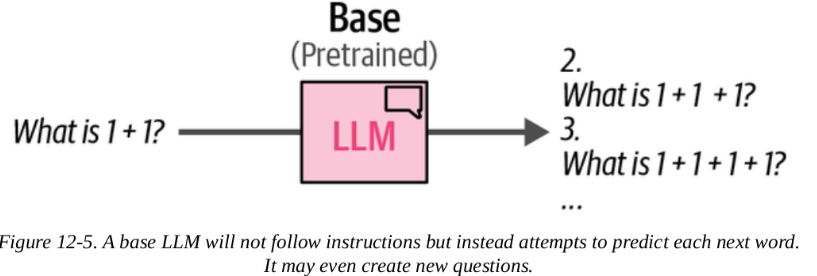 Base
(Pretrained)
What is 1 + 1?
LLM
2.
What is 1 + 1 + 1?
3.
What is 1 + 1 + 1 + 1?
...
Figure 12-5. A base LLM will not follow instructions but instead attempts to predict each next word.
It may even create new questions.